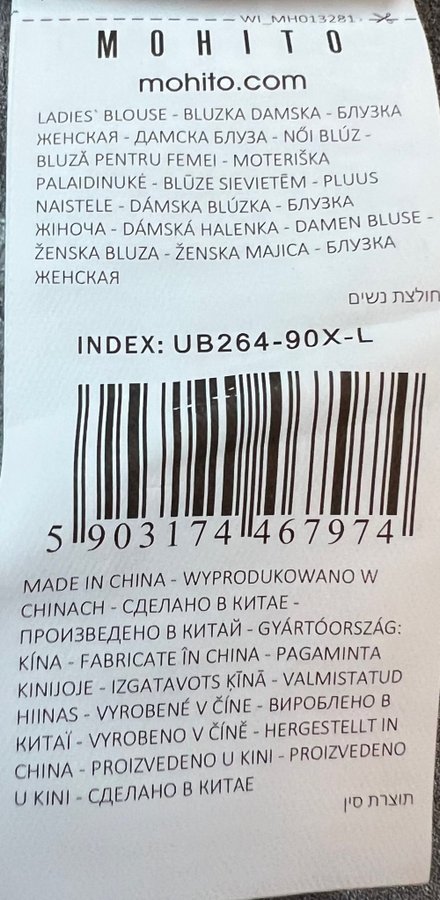 WI_MH013281
MOHITO
mohito.com
LADIES` BLOUSE - BLUZKA DAMSKA - БЛУЗКА
ЖЕНСКАЯ - ДАМСКА БЛУЗА - NŐI BLÚZ -
BLUZĂ PENTRU FEMEI - MOTERIŠKA
PALAIDINUKĖ - BLŪZE SIEVIETĒM - PLUUS
NAISTELE - DÁMSKA BLÚZKA - БЛУЗКА
ЖІНОЧА - DÁMSKÁ HALENKA - DAMEN BLUSE -
ŽENSKA BLUZA - ŽENSKA MAJICA - БЛУЗКА
ЖЕНСКАЯ
חולצת נשים
INDEX: UB264-90X-L
5 903174 467974
MADE IN CHINA - WYPRODUKOWANO W
CHINACH - СДЕЛАНО В КИТАЕ -
ПРОИЗВЕДЕНО В КИТАЙ - GYÁRTÓORSZÁG:
KÍNA - FABRICATE ÎN CHINA - PAGAMINTA
KINIJOJE - IZGATAVOTS ĶĪNĀ - VALMISTATUD
HIINAS - VYROBENÉ V ČÍNE - ВИРОБЛЕНО В
КИТАЇ - VYROBENO V ČÍNĚ - HERGESTELLT IN
CHINA - PROIZVEDENO U KINI - PROIZVEDENO
U KINI - СДЕЛАНО В КИТАЕ
תוצרת סין